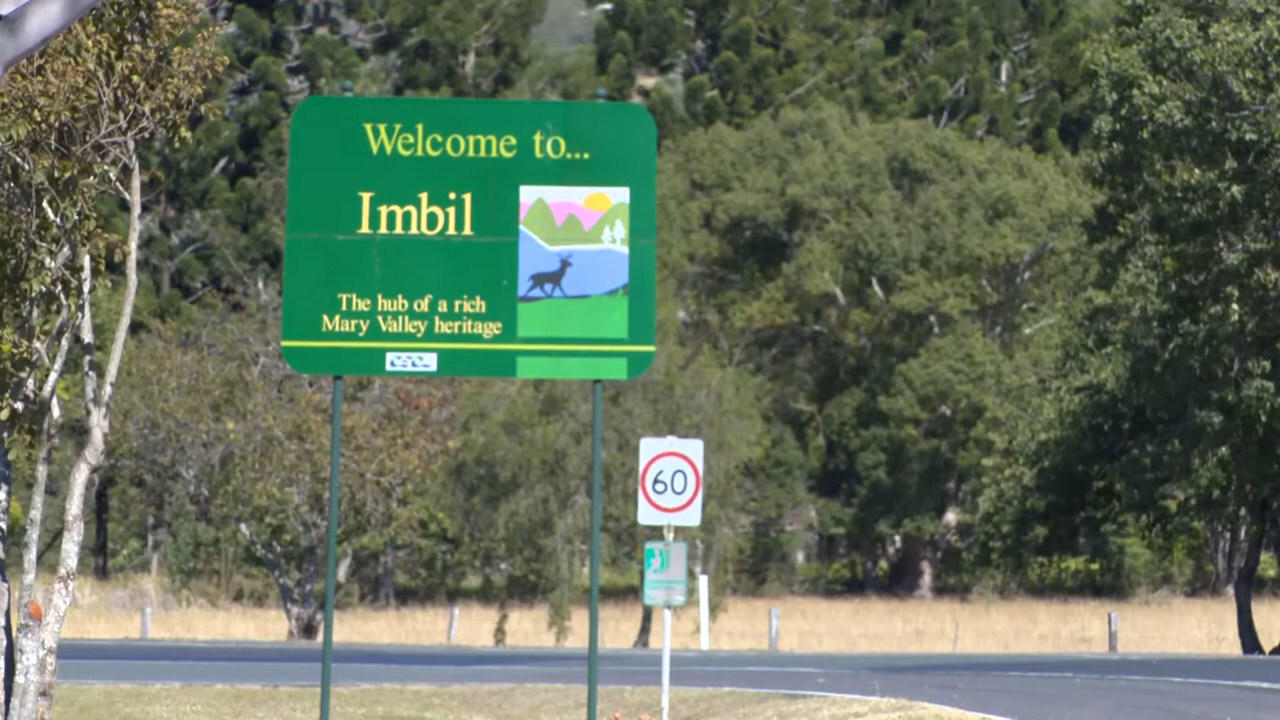 Welcome to...
Imbil
The hub of a rich
Mary Valley heritage
60